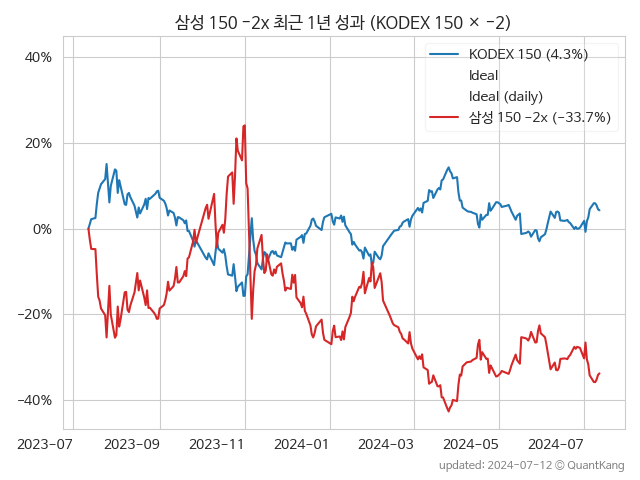 삼성 150 -2x 최근 1년 성과 (KODEX 150 × -2)
KODEX 150 (4.3%)
Ideal
Ideal (daily)
삼성 150 -2x (-33.7%)
40%
20%
0%
-20%
-40%
2023-07
2023-09
2023-11
2024-01
2024-03
2024-05
2024-07
updated: 2024-07-12 © QuantKang